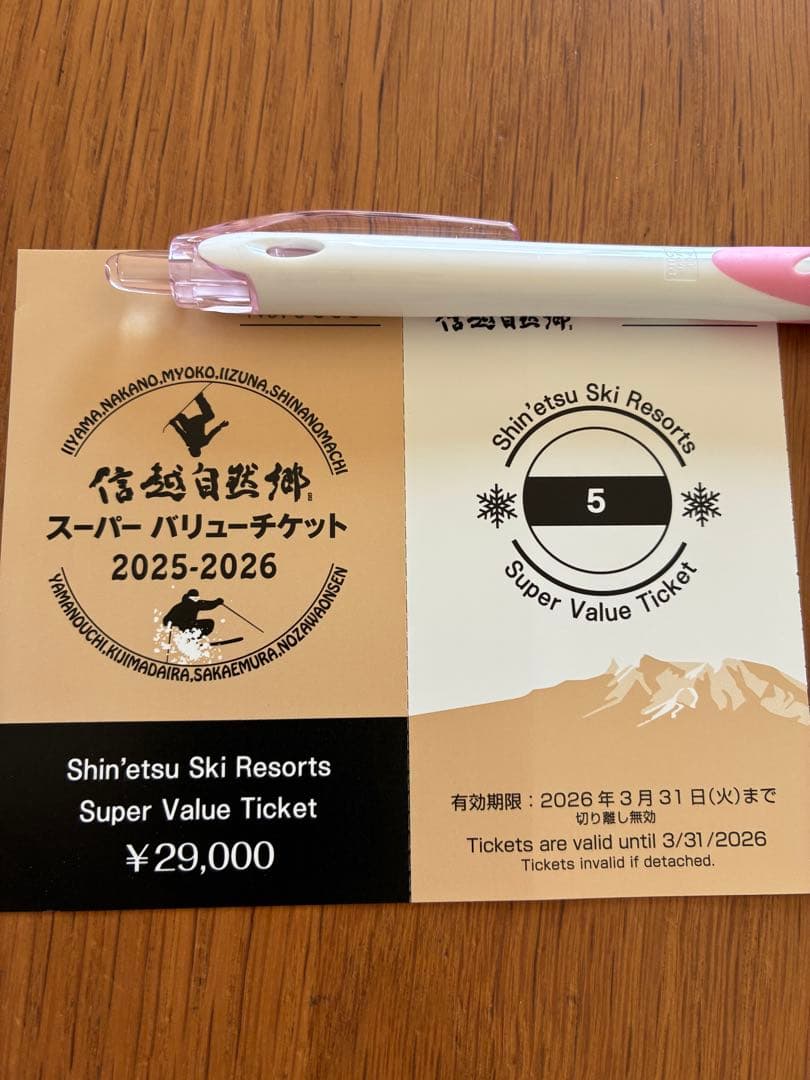 IIYAMA,NAKANO,MYOKO,IIZUNA,SHINANOMACHI
信越自然郷
スーパー バリューチケット
2025-2026
YAMANOUCHI,KIJIMADAIRA,SAKAEMURA,NOZAWAONSEN
Shin'etsu Ski Resorts
Super Value Ticket
¥29,000
信越自然郷
Shin'etsu Ski Resorts
5
Super Value Ticket
有効期限：2026年3月31日(火)まで
切り離し無効
Tickets are valid until 3/31/2026
Tickets invalid if detached.